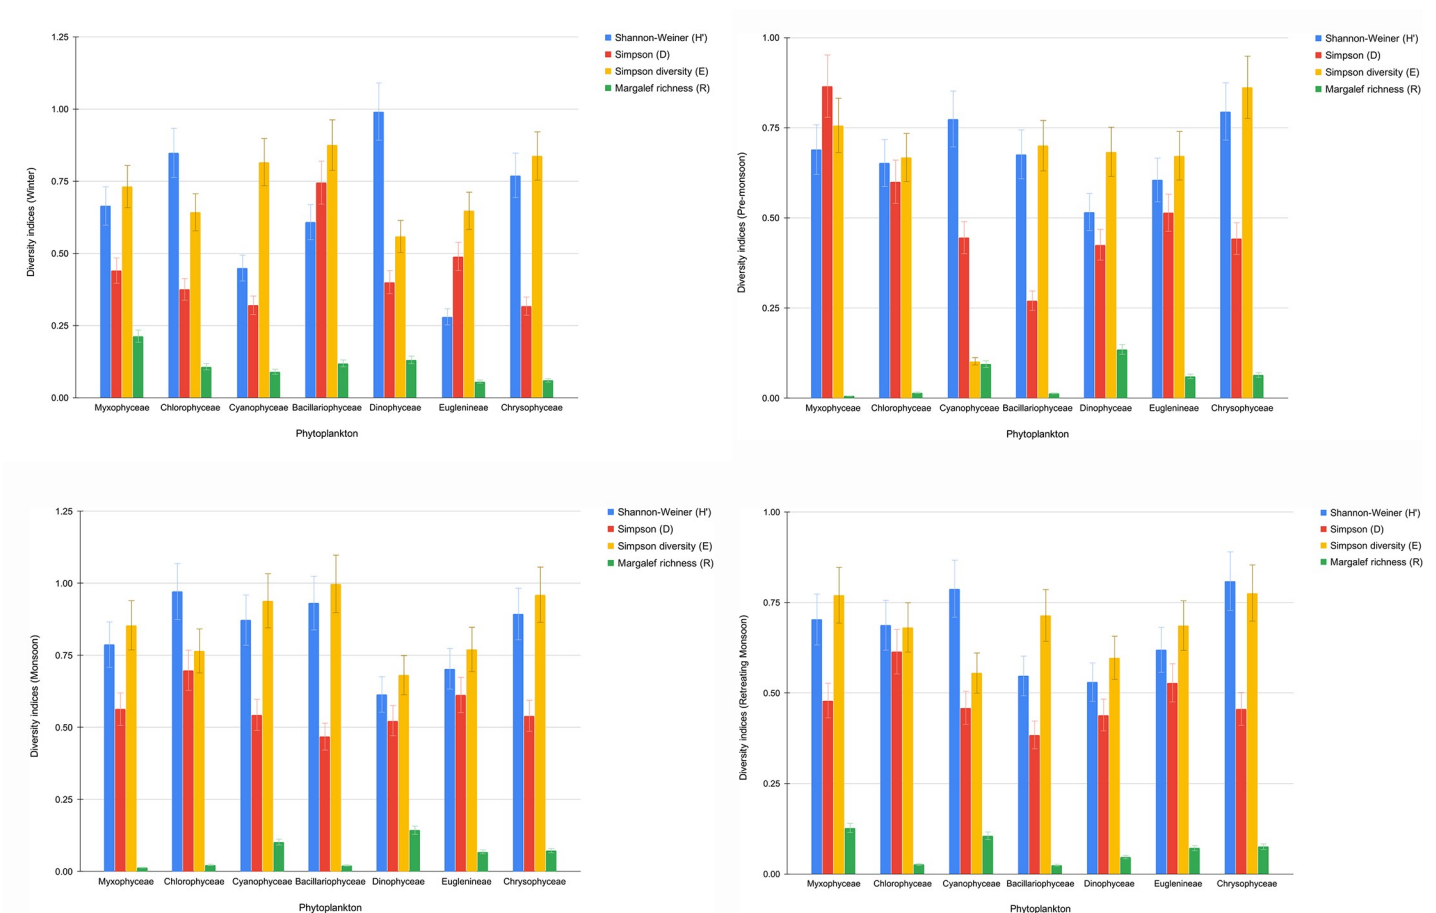 1.25
1.00
0.75
0.50
0.25
0.00
Diversity indices (Winter)
Myxophyceae Chlorophyceae Cyanophyceae Bacillariophyceae Dinophyceae Euglenineae Chrysophyceae
Phytoplankton
Shannon-Weiner (H')
Simpson (D)
Simpson diversity (E)
Margalef richness (R)
1.00
0.75
0.50
0.25
0.00
Diversity indices (Pre-monsoon)
Myxophyceae Chlorophyceae Cyanophyceae Bacillariophyceae Dinophyceae Euglenineae Chrysophyceae
Phytoplankton
Shannon-Weiner (H')
Simpson (D)
Simpson diversity (E)
Margalef richness (R)
1.25
1.00
0.75
0.50
0.25
0.00
Diversity indices (Monsoon)
Myxophyceae Chlorophyceae Cyanophyceae Bacillariophyceae Dinophyceae Euglenineae Chrysophyceae
Phytoplankton
Shannon-Weiner (H')
Simpson (D)
Simpson diversity (E)
Margalef richness (R)
1.00
0.75
0.50
0.25
0.00
Diversity indices (Retreating Monsoon)
Myxophyceae Chlorophyceae Cyanophyceae Bacillariophyceae Dinophyceae Euglenineae Chrysophyceae
Phytoplankton
Shannon-Weiner (H')
Simpson (D)
Simpson diversity (E)
Margalef richness (R)